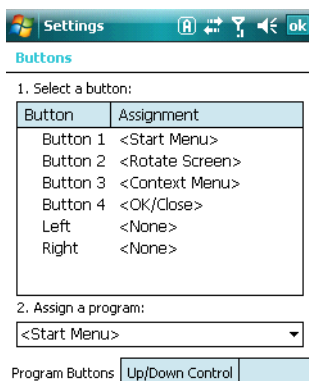 Settings A ok
Buttons
1. Select a button:
Button Assignment
Button 1 <Start Menu>
Button 2 <Rotate Screen>
Button 3 <Context Menu>
Button 4 <OK/Close>
Left <None>
Right <None>
2. Assign a program:
<Start Menu>
Program Buttons Up/Down Control